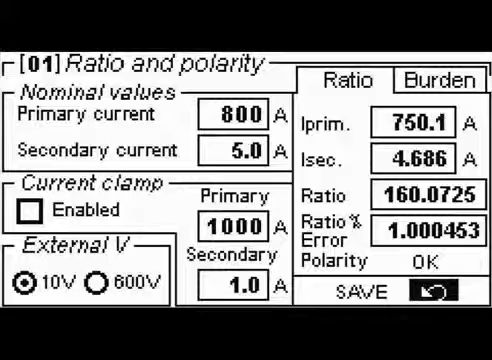 [01] Ratio and polarity
Nominal values
Primary current 800 A
Secondary current 5.0 A
Current clamp
Enabled
Primary
1000 A
Secondary
1.0 A
External V
10V 600V
Ratio Burden
Iprim. 750.1 A
Isec. 4.686 A
Ratio 160.0725
Ratio% Error 1.000453
Polarity OK
SAVE